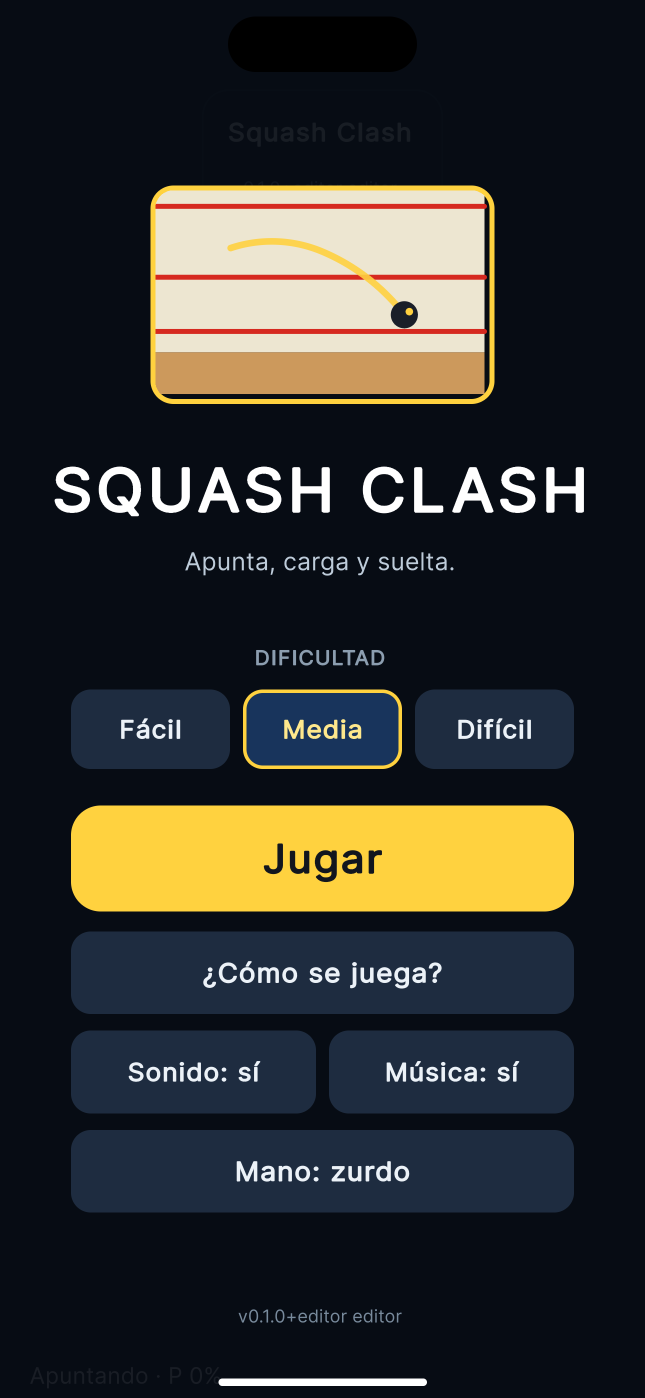 Squash Clash
SQUASH CLASH
Apunta, carga y suelta.
DIFICULTAD
Fácil
Media
Difícil
Jugar
¿Cómo se juega?
Sonido: sí
Música: sí
Mano: zurdo
v0.1.0+editor editor
Apuntando · P 0%